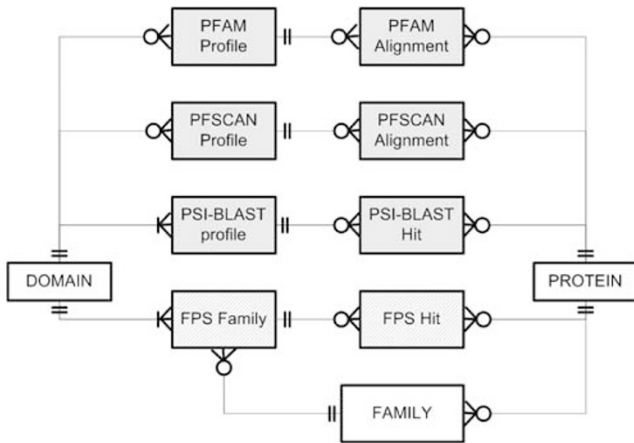 PFAM
Profile
PFAM
Alignment
PFSCAN
Profile
PFSCAN
Alignment
PSI-BLAST
profile
PSI-BLAST
Hit
DOMAIN
PROTEIN
FPS Family
FPS Hit
FAMILY